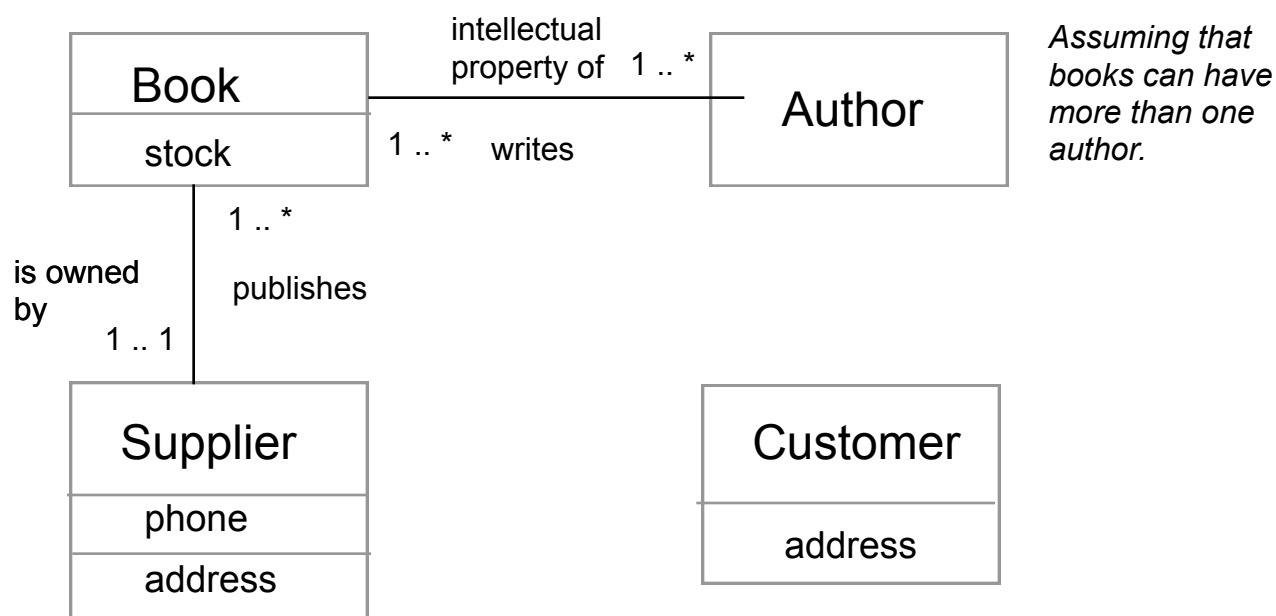 intellectual
property of 1 .. *
Book
stock
1 .. * writes
Author
Assuming that
books can have
more than one
author.
1 .. *
is owned
by
publishes
1 .. 1
Supplier
phone
address
Customer
address